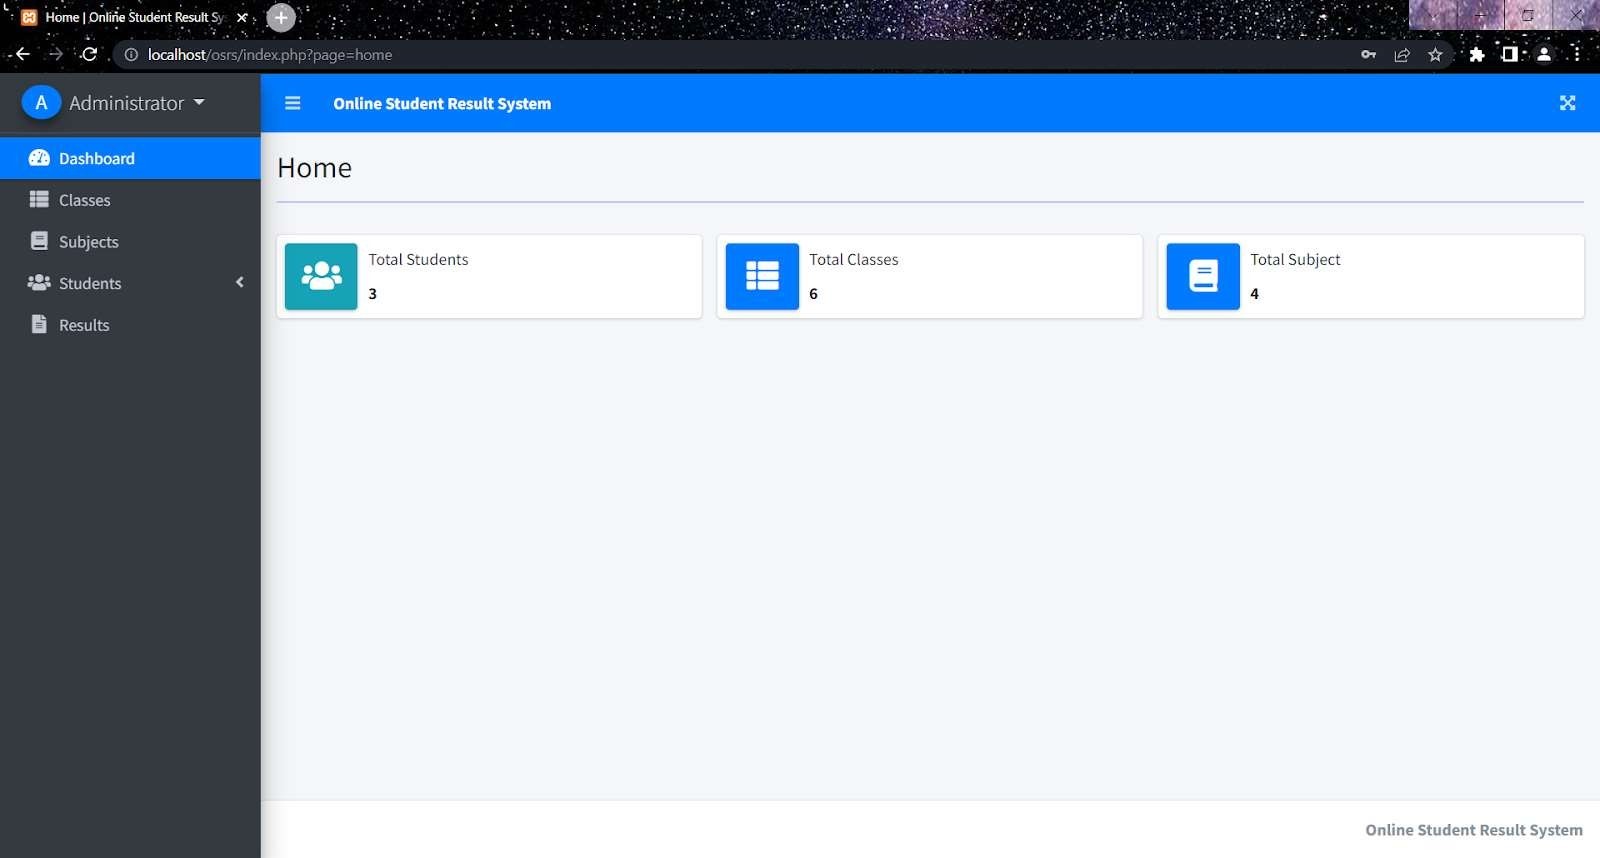 Home | Online Student Result Sy
localhost/osrs/index.php?page=home
A Administrator
Online Student Result System
Dashboard
Classes
Subjects
Students
Results
Home
Total Students
3
Total Classes
6
Total Subject
4
Online Student Result System